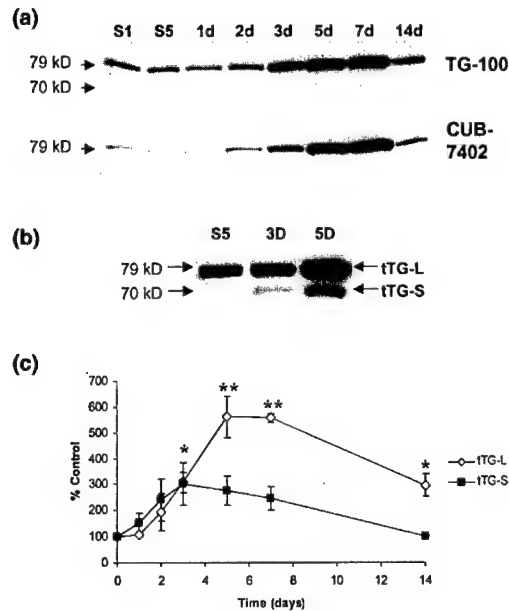 (a)
S1 S5 1d 2d 3d 5d 7d 14d
79 kD
TG-100
70 kD
CUB-
7402
79 kD
(b)
S5 3D 5D
79 kD tTG-L
70 kD tTG-S
(c)
700
600
500
400
300
200
100
0
% Control
** ** * *
tTG-L
tTG-S
0 2 4 6 8 10 12 14
Time (days)